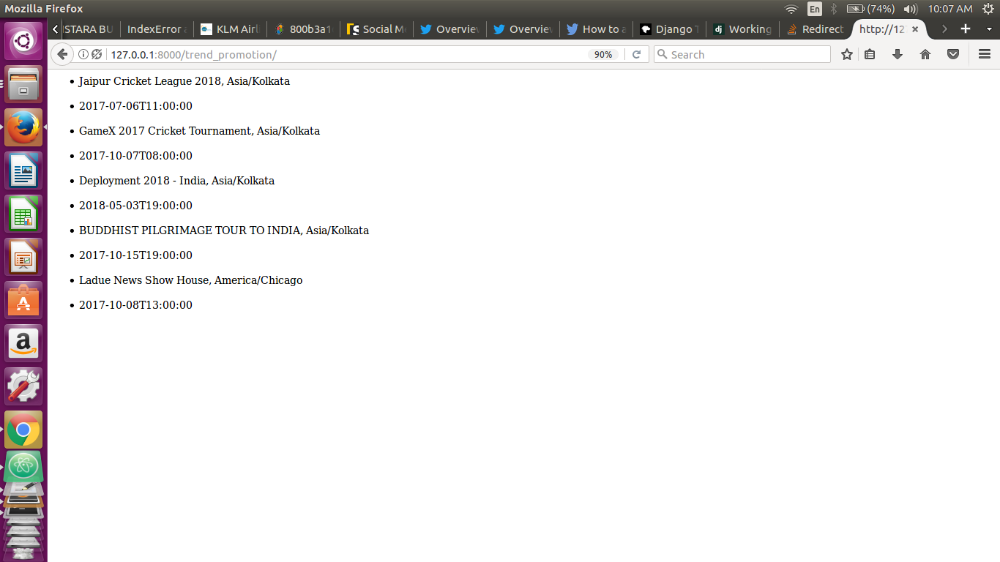 Mozilla Firefox
En
(74%)
10:07 AM
ISTARA BU
IndexError
KLM Airl
800b3a1
Social M
Overview
Overview
How to a
Django T
Working
Redirect
http://127
127.0.0.1:8000/trend_promotion/
90%
Search
• Jaipur Cricket League 2018, Asia/Kolkata
• 2017-07-06T11:00:00
• GameX 2017 Cricket Tournament, Asia/Kolkata
• 2017-10-07T08:00:00
• Deployment 2018 - India, Asia/Kolkata
• 2018-05-03T19:00:00
• BUDDHIST PILGRIMAGE TOUR TO INDIA, Asia/Kolkata
• 2017-10-15T19:00:00
• Ladue News Show House, America/Chicago
• 2017-10-08T13:00:00